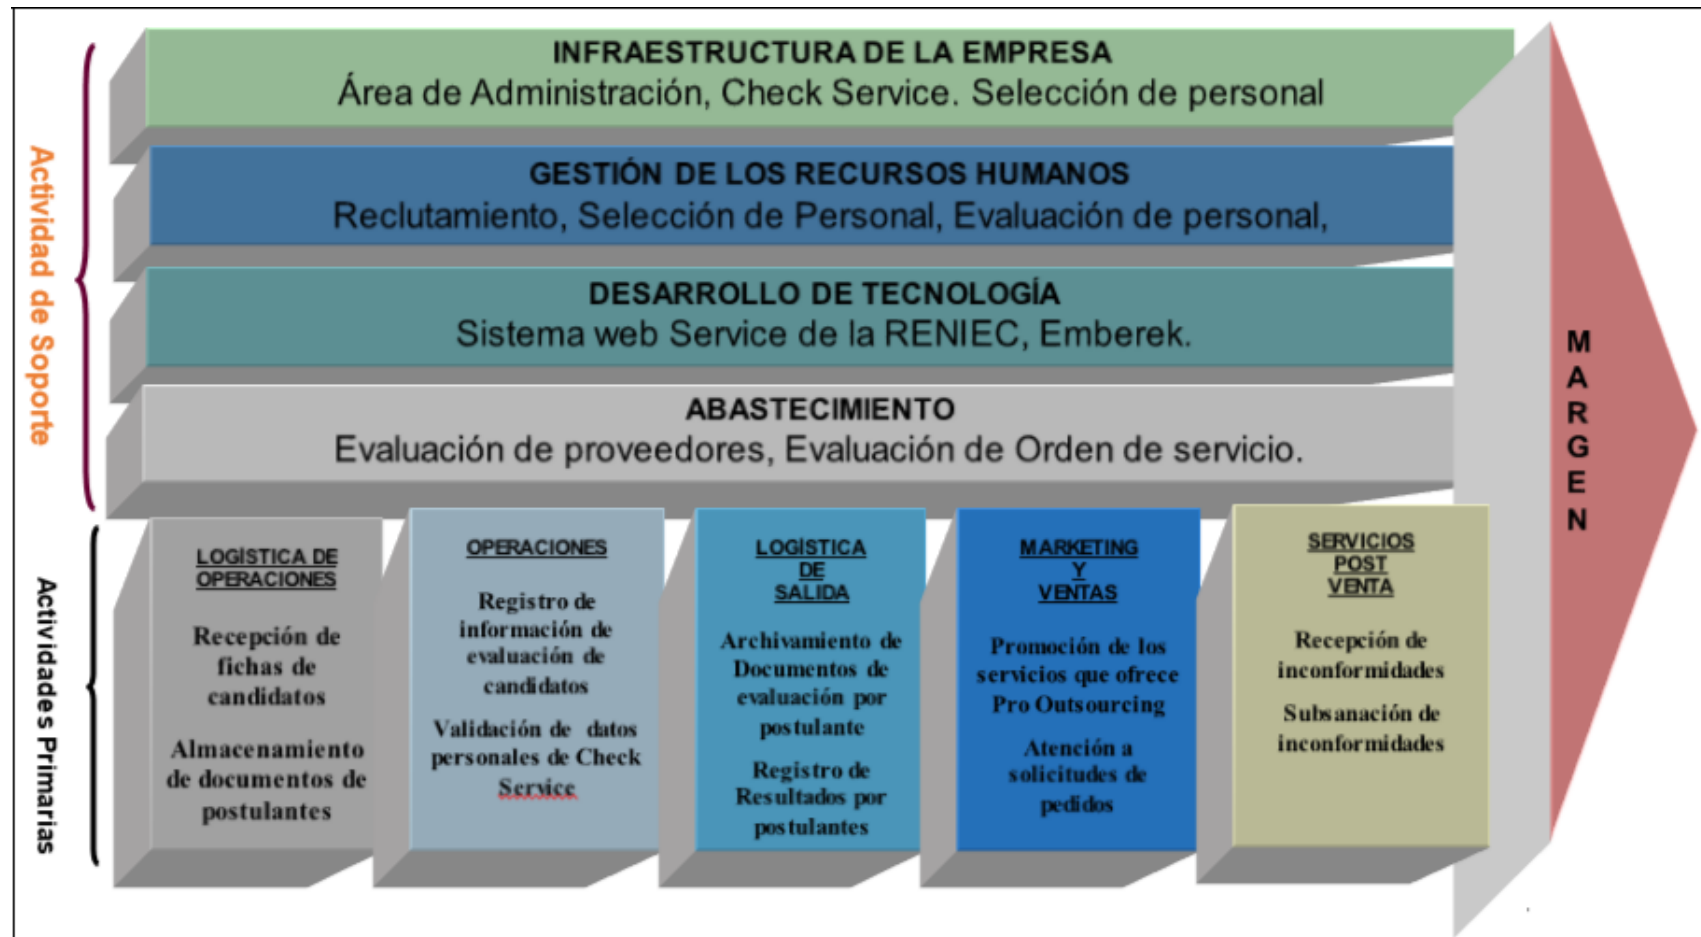 Actividad de Soporte
INFRAESTRUCTURA DE LA EMPRESA
Área de Administración, Check Service. Selección de personal
GESTIÓN DE LOS RECURSOS HUMANOS
Reclutamiento, Selección de Personal, Evaluación de personal,
DESARROLLO DE TECNOLOGÍA
Sistema web Service de la RENIEC, Emberek.
ABASTECIMIENTO
Evaluación de proveedores, Evaluación de Orden de servicio.
Actividades Primarias
LOGÍSTICA DE
OPERACIONES
Recepción de
fichas de
candidatos
Almacenamiento
de documentos de
postulantes
OPERACIONES
Registro de
información de
evaluación de
candidatos
Validación de datos
personales de Check
Service
LOGÍSTICA
DE
SALIDA
Archivamiento de
Documentos de
evaluación por
postulante
Registro de
Resultados por
postulantes
MARKETING
Y
VENTAS
Promoción de los
servicios que ofrece
Pro Outsourcing
Atención a
solicitudes de
pedidos
SERVICIOS
POST
VENTA
Recepción de
inconformidades
Subsanación de
inconformidades
MARGEN